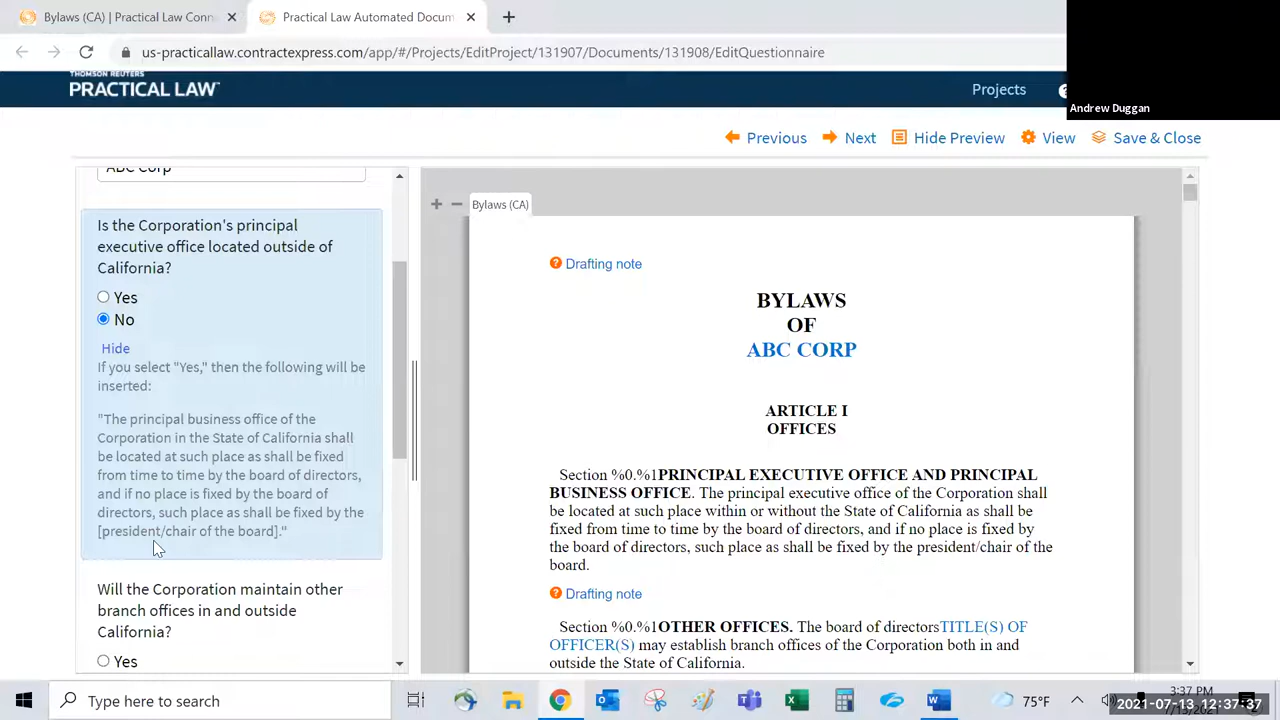 Bylaws (CA) | Practical Law Conn
Practical Law Automated Docum
us-practicallaw.contractexpress.com/app/#/Projects/EditProject/131907/Documents/131908/EditQuestionnaire
THOMSON REUTERS
PRACTICAL LAW
Projects
Andrew Duggan
Previous
Next
Hide Preview
View
Save & Close
ABC Corp
Is the Corporation's principal
executive office located outside of
California?
Yes
No
Hide
If you select "Yes," then the following will be
inserted:
"The principal business office of the
Corporation in the State of California shall
be located at such place as shall be fixed
from time to time by the board of directors,
and if no place is fixed by the board of
directors, such place as shall be fixed by the
[president/chair of the board]."
Will the Corporation maintain other
branch offices in and outside
California?
Yes
Bylaws (CA)
Drafting note
BYLAWS
OF
ABC CORP
ARTICLE I
OFFICES
Section %0.%1PRINCIPAL EXECUTIVE OFFICE AND PRINCIPAL
BUSINESS OFFICE. The principal executive office of the Corporation shall
be located at such place within or without the State of California as shall be
fixed from time to time by the board of directors, and if no place is fixed by
the board of directors, such place as shall be fixed by the president/chair of the
board.
Drafting note
Section %0.%1OTHER OFFICES. The board of directorsTITLE(S) OF
OFFICER(S) may establish branch offices of the Corporation both in and
outside the State of California.
Type here to search
75°F
3:37 PM
2021-07-13 12:37:37